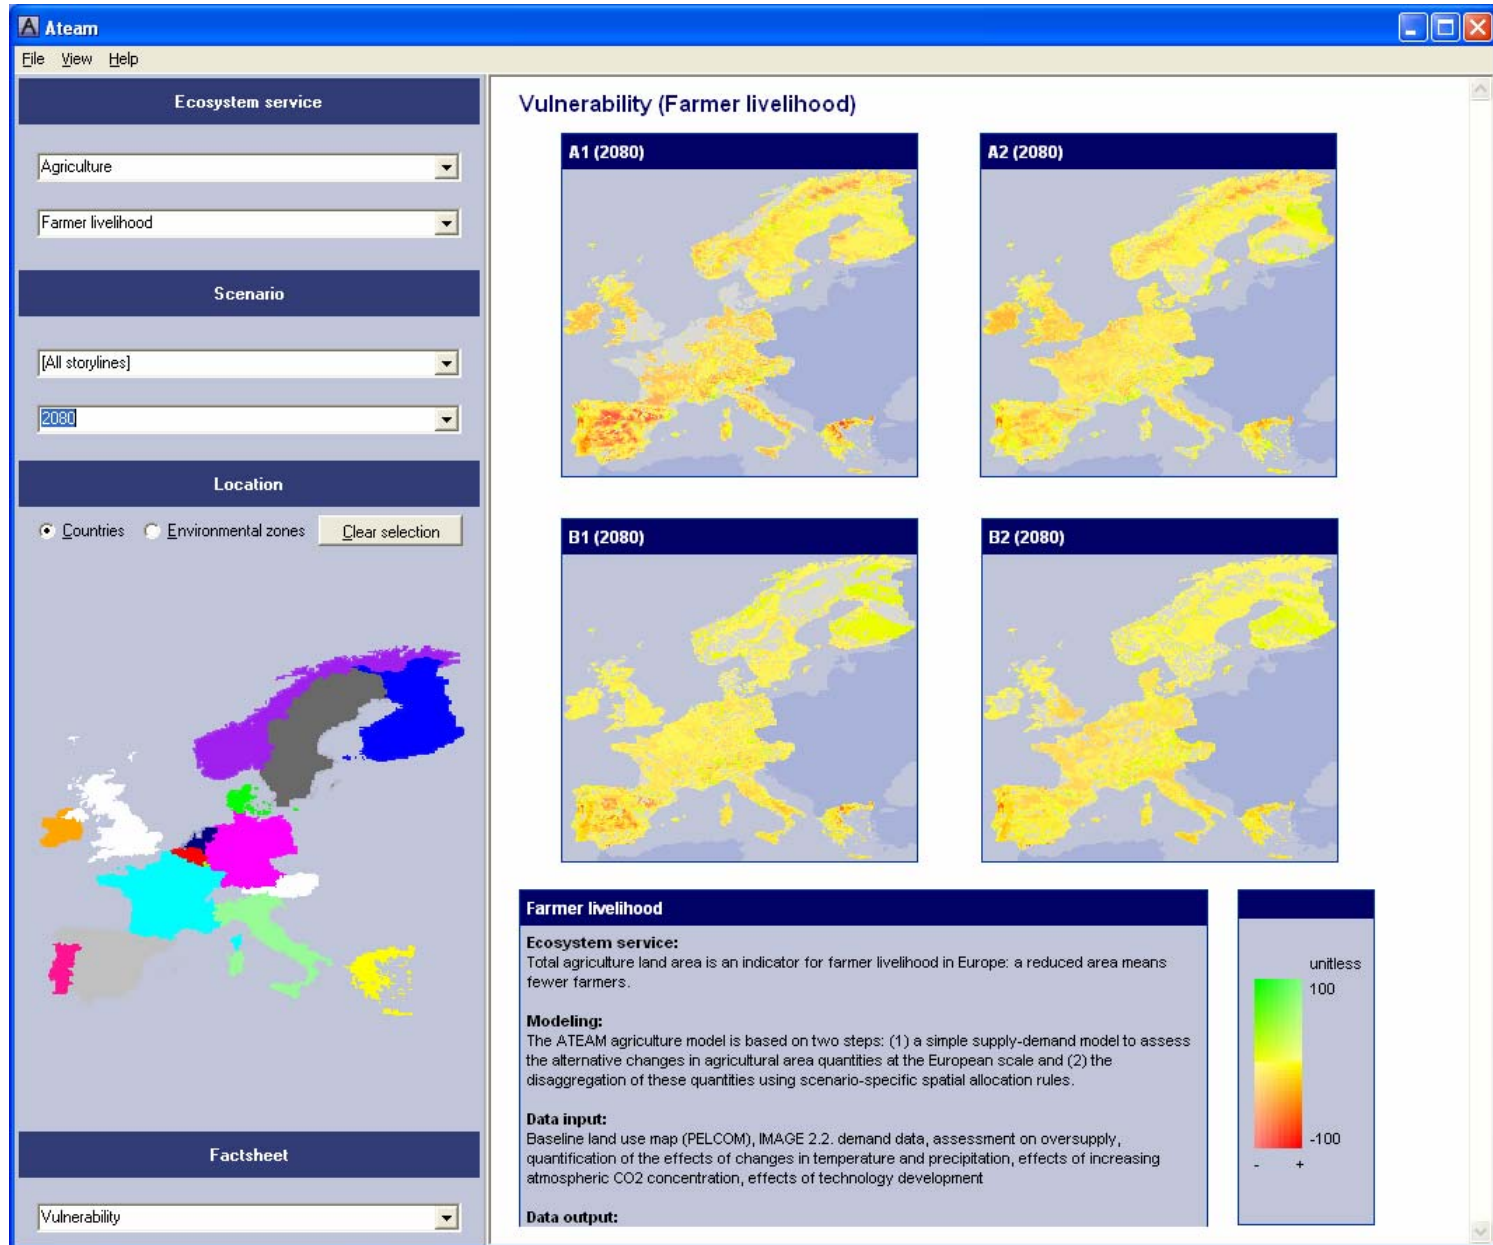 Ateam
File View Help
Ecosystem service
Agriculture
Farmer livelihood
Scenario
[All storylines]
2080
Location
Countries Environmental zones Clear selection
Factsheet
Vulnerability
Vulnerability (Farmer livelihood)
A1 (2080)
A2 (2080)
B1 (2080)
B2 (2080)
Farmer livelihood
Ecosystem service:
Total agriculture land area is an indicator for farmer livelihood in Europe: a reduced area means
fewer farmers.
Modeling:
The ATEAM agriculture model is based on two steps: (1) a simple supply-demand model to assess
the alternative changes in agricultural area quantities at the European scale and (2) the
disaggregation of these quantities using scenario-specific spatial allocation rules.
Data input:
Baseline land use map (PELCOM), IMAGE 2.2. demand data, assessment on oversupply,
quantification of the effects of changes in temperature and precipitation, effects of increasing
atmospheric CO2 concentration, effects of technology development
Data output:
unitless
100
-100
- +